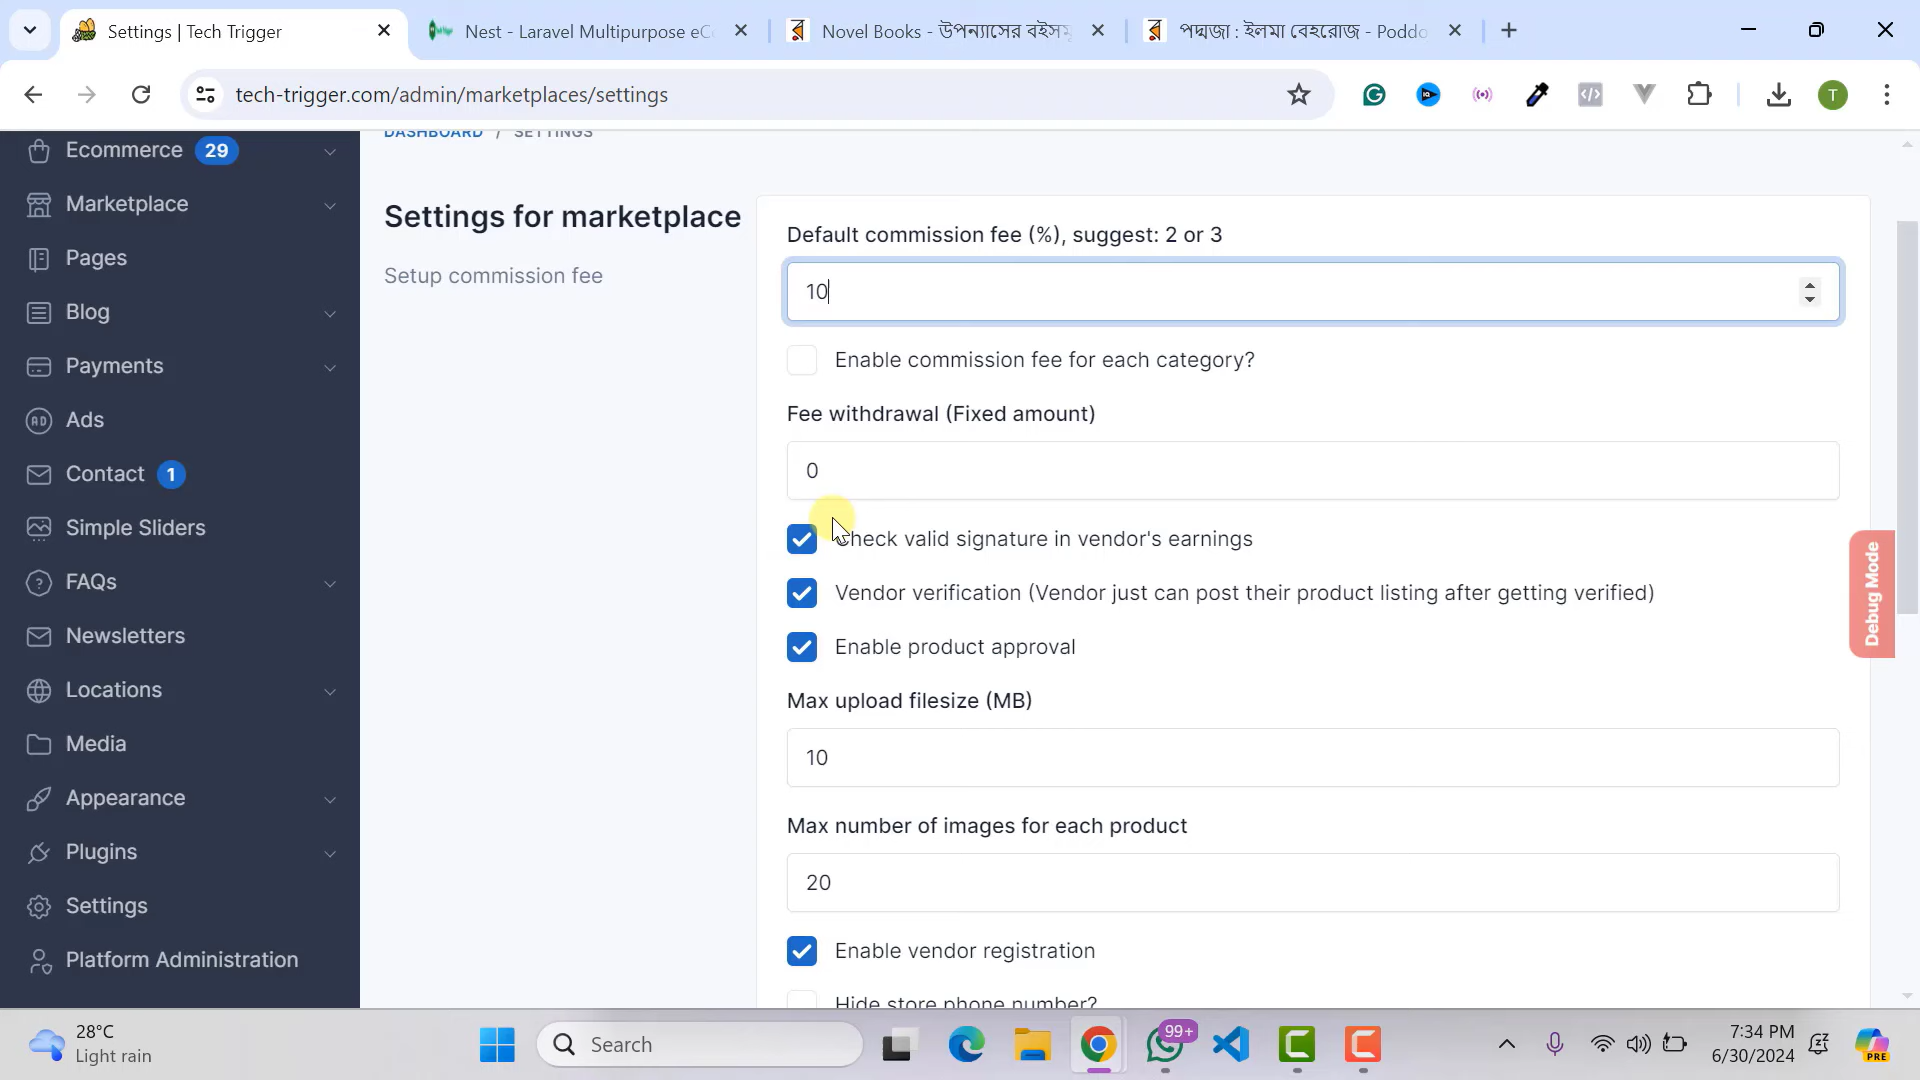 Settings | Tech Trigger
Nest - Laravel Multipurpose eC
Novel Books - উপন্যাসের বইসমূ
পদ্মজা : ইলমা বেহরোজ - Poddo
tech-trigger.com/admin/marketplaces/settings
T
Ecommerce 29
Marketplace
Pages
Blog
Payments
Ads
Contact 1
Simple Sliders
FAQs
Newsletters
Locations
Media
Appearance
Plugins
Settings
Platform Administration
DASHBOARD / SETTINGS
Settings for marketplace
Setup commission fee
Default commission fee (%), suggest: 2 or 3
10
Enable commission fee for each category?
Fee withdrawal (Fixed amount)
0
Check valid signature in vendor's earnings
Vendor verification (Vendor just can post their product listing after getting verified)
Enable product approval
Max upload filesize (MB)
10
Max number of images for each product
20
Enable vendor registration
Hide store phone number?
Debug Mode
28°C
Light rain
Search
99+
7:34 PM
6/30/2024
PRE